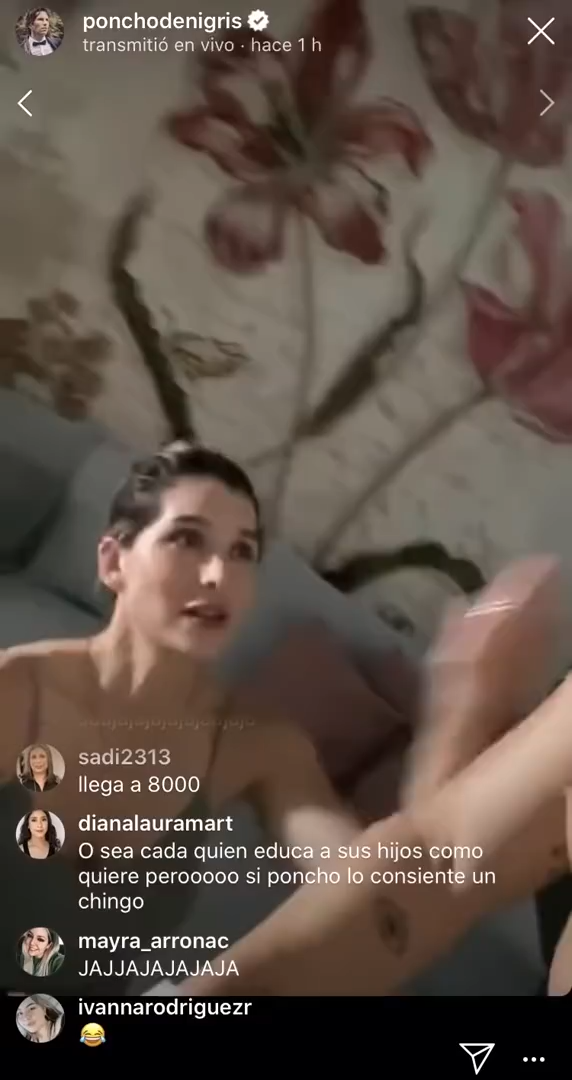 ponchodenigris
transmitió en vivo · hace 1 h
sadi2313
llega a 8000
dianalauramart
O sea cada quien educa a sus hijos como
quiere perooooo si poncho lo consiente un
chingo
mayra_arronac
JAJJAJAJAJAJA
ivannarodriguezr
😂